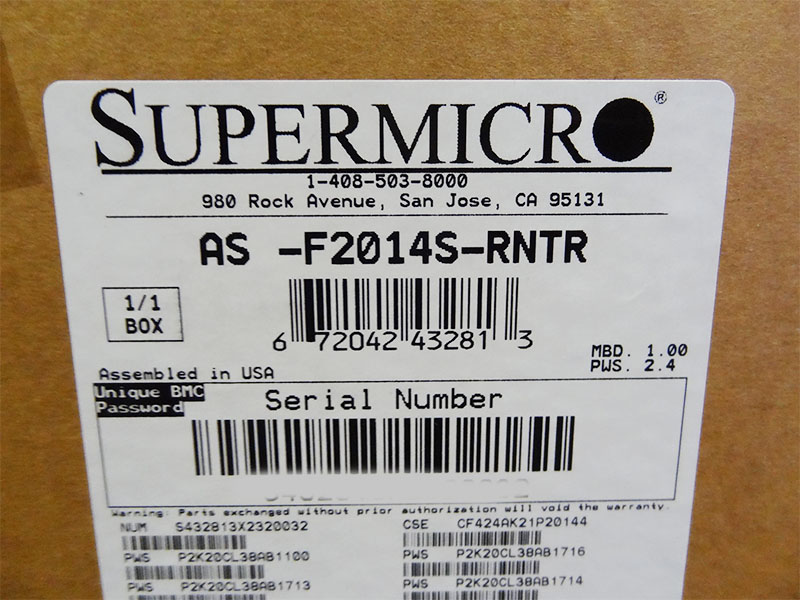 SUPERMICRO®
1-408-503-8000
980 Rock Avenue, San Jose, CA 95131
AS -F2014S-RNTR
1/1
BOX
6 72042 43281 3
MBD. 1.00
PWS. 2.4
Assembled in USA
Unique BMC
Password
Serial Number
Warning: Parts exchanged without prior authorization will void the warranty.
NUM S432813X2320032 CSE CF424AK21P20144
PWS P2K20CL38AB1100 PWS P2K20CL38AB1716
PWS P2K20CL38AB1713 PWS P2K20CL38AB1714